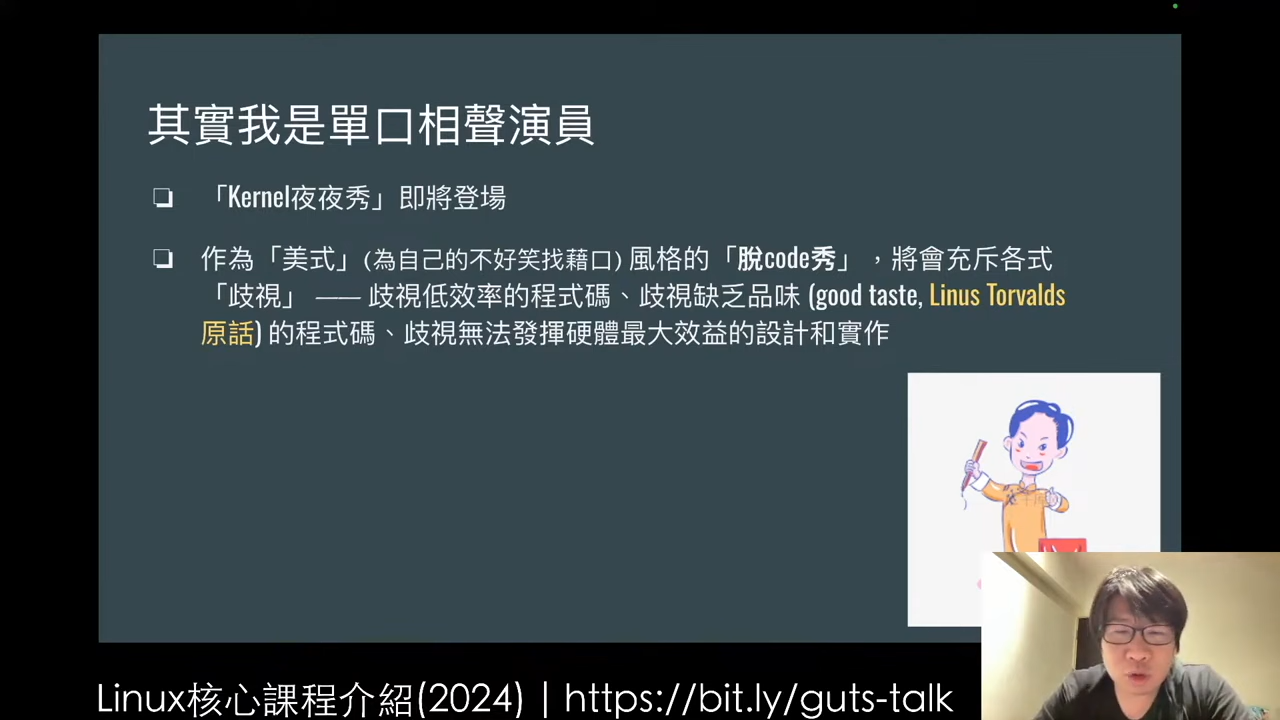 其實我是單口相聲演員
「Kernel夜夜秀」即將登場
作為「美式」(為自己的不好笑找藉口) 風格的「脫code秀」，將會充斥各式
「歧視」 —— 歧視低效率的程式碼、歧視缺乏品味 (good taste, Linus Torvalds
原話) 的程式碼、歧視無法發揮硬體最大效益的設計和實作
Linux核心課程介紹(2024) | https://bit.ly/guts-talk